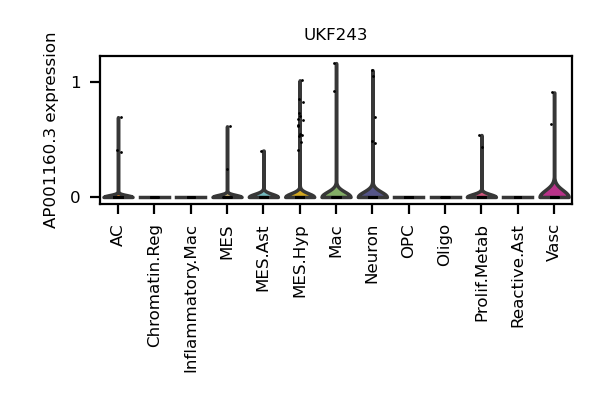 UKF243
AP001160.3 expression
1
0
AC
Chromatin.Reg
Inflammatory.Mac
MES
MES.Ast
MES.Hyp
Mac
Neuron
OPC
Oligo
Prolif.Metab
Reactive.Ast
Vasc